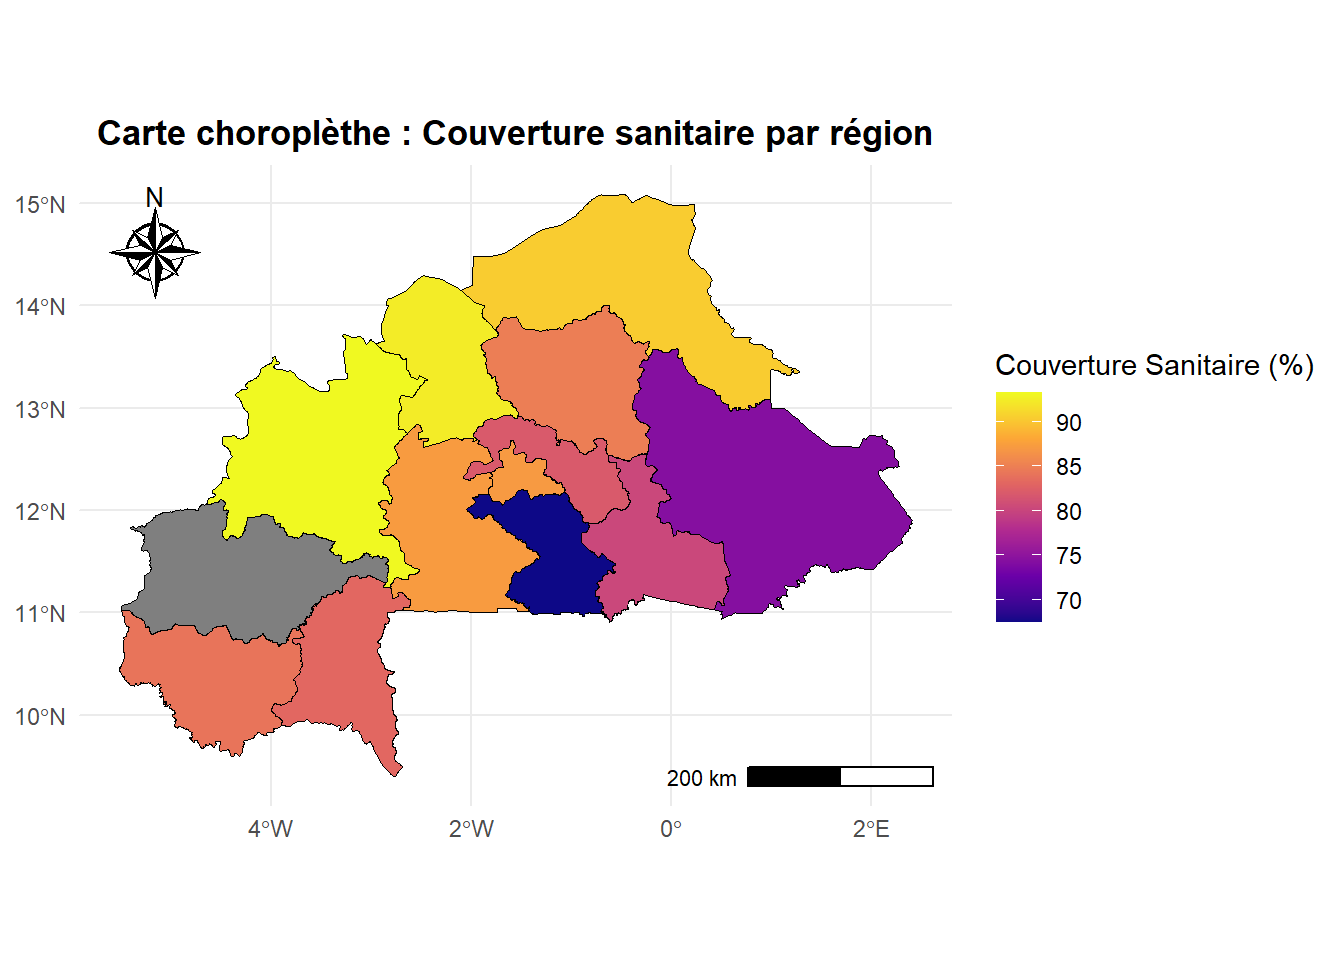 Carte choroplèthe : Couverture sanitaire par région
N
15°N
14°N
13°N
12°N
11°N
10°N
4°W
2°W
0°
2°E
200 km
Couverture Sanitaire (%)
90
85
80
75
70